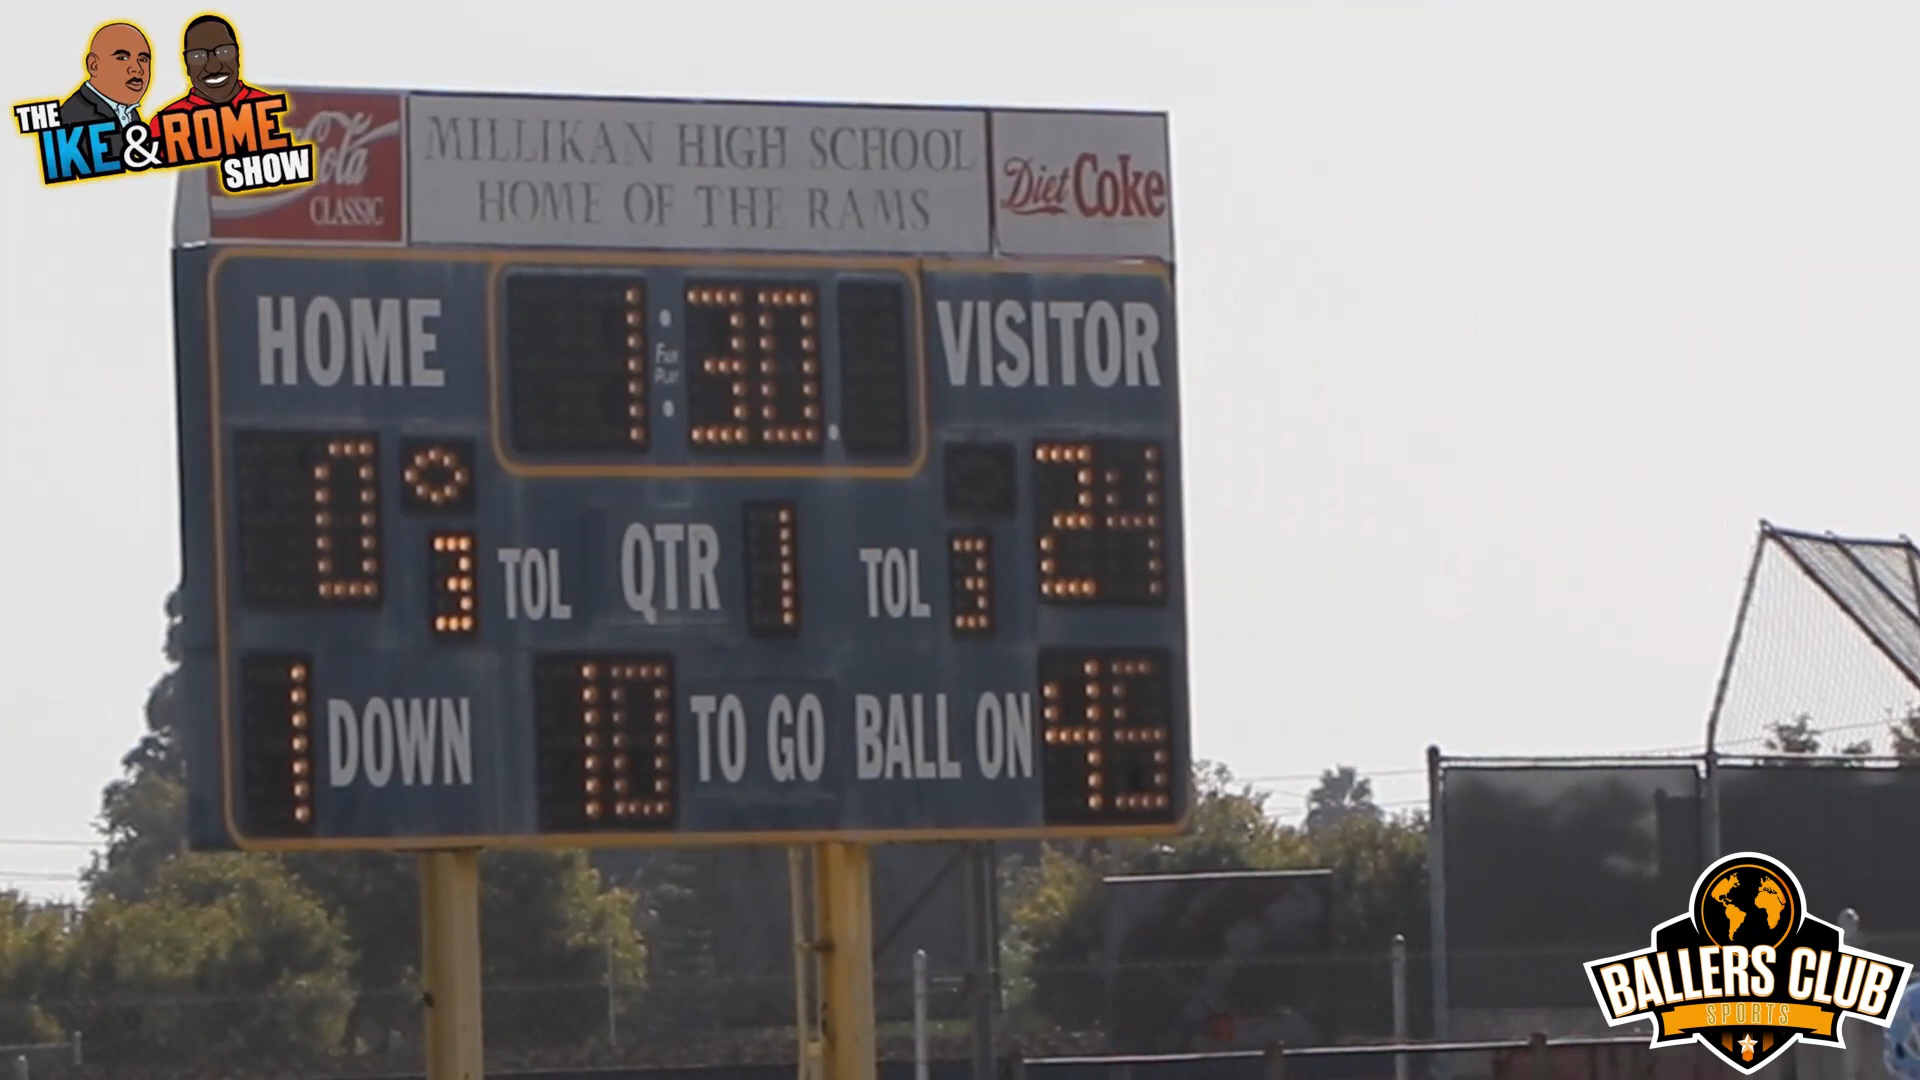 THE
IKE & ROME
SHOW
Cola
CLASSIC
MILLIKAN HIGH SCHOOL
HOME OF THE RAMS
Diet Coke
HOME
1:30
VISITOR
0
24
3 TOL
QTR 1
TOL 3
1 DOWN
10 TO GO
BALL ON 45
BALLERS CLUB
SPORTS